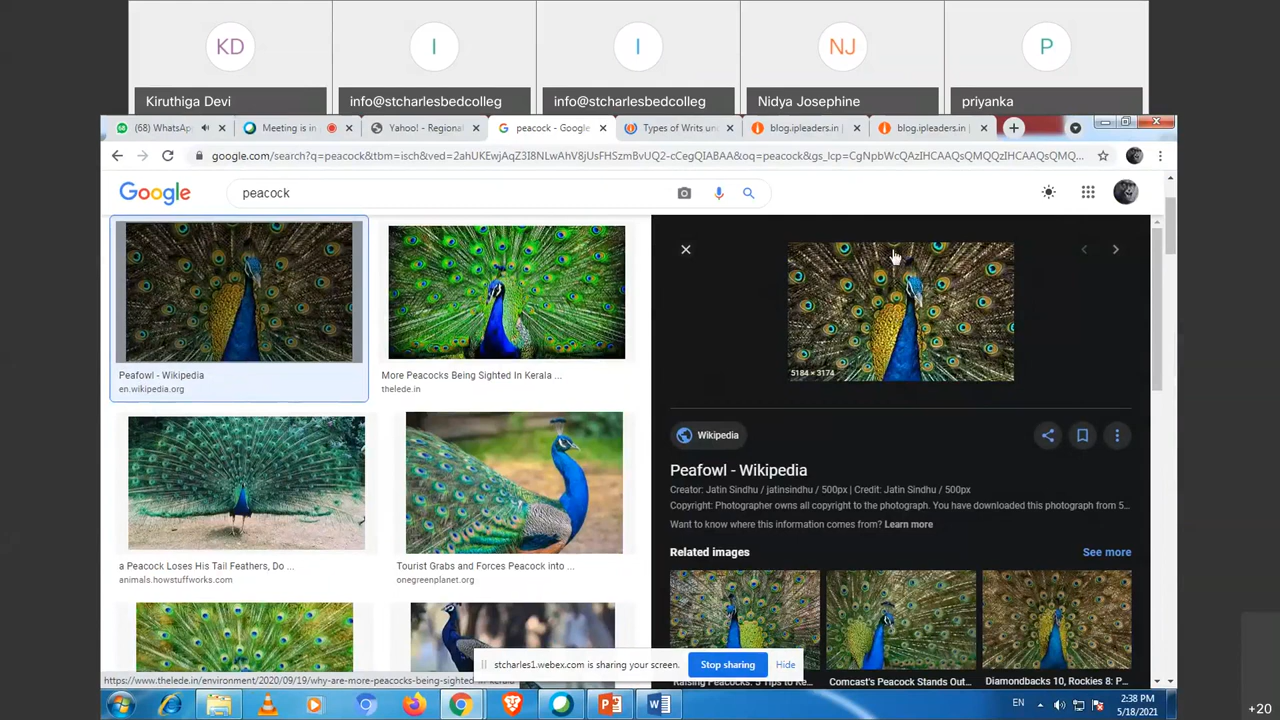 KD
I
I
NJ
P
Kiruthiga Devi
info@stcharlesbedcolleg
info@stcharlesbedcolleg
Nidya Josephine
priyanka
(68) WhatsAp
Meeting is in
Yahoo! - Regional
peacock - Google
Types of Writs un
blog.ipleaders.in
blog.ipleaders.in
google.com/search?q=peacock&tbm=isch&ved=2ahUKEwjAqZ3I8NLwAhV8jUsFHSzmBvUQ2-cCegQIABAA&oq=peacock&gs_lcp=CgNpbWcQAzIHCAAQsQMQQzIHCAAQsQMQ...
Google
peacock
Peafowl - Wikipedia
en.wikipedia.org
More Peacocks Being Sighted In Kerala ...
thelede.in
5184 × 3174
Wikipedia
Peafowl - Wikipedia
Creator: Jatin Sindhu / jatinsindhu / 500px | Credit: Jatin Sindhu / 500px
Copyright: Photographer owns all copyright to the photograph. You have downloaded this photograph from 5...
Want to know where this information comes from? Learn more
Related images
See more
a Peacock Loses His Tail Feathers, Do ...
animals.howstuffworks.com
Tourist Grabs and Forces Peacock into ...
onegreenplanet.org
stcharles1.webex.com is sharing your screen.
Stop sharing
Hide
Raising Peacocks: 5 Tips to Ke...
Comcast's Peacock Stands Out...
Diamondbacks 10, Rockies 8: P...
https://www.thelede.in/environment/2020/09/19/why-are-more-peacocks-being-sighted-in-kerala
EN
2:38 PM
5/18/2021
+20